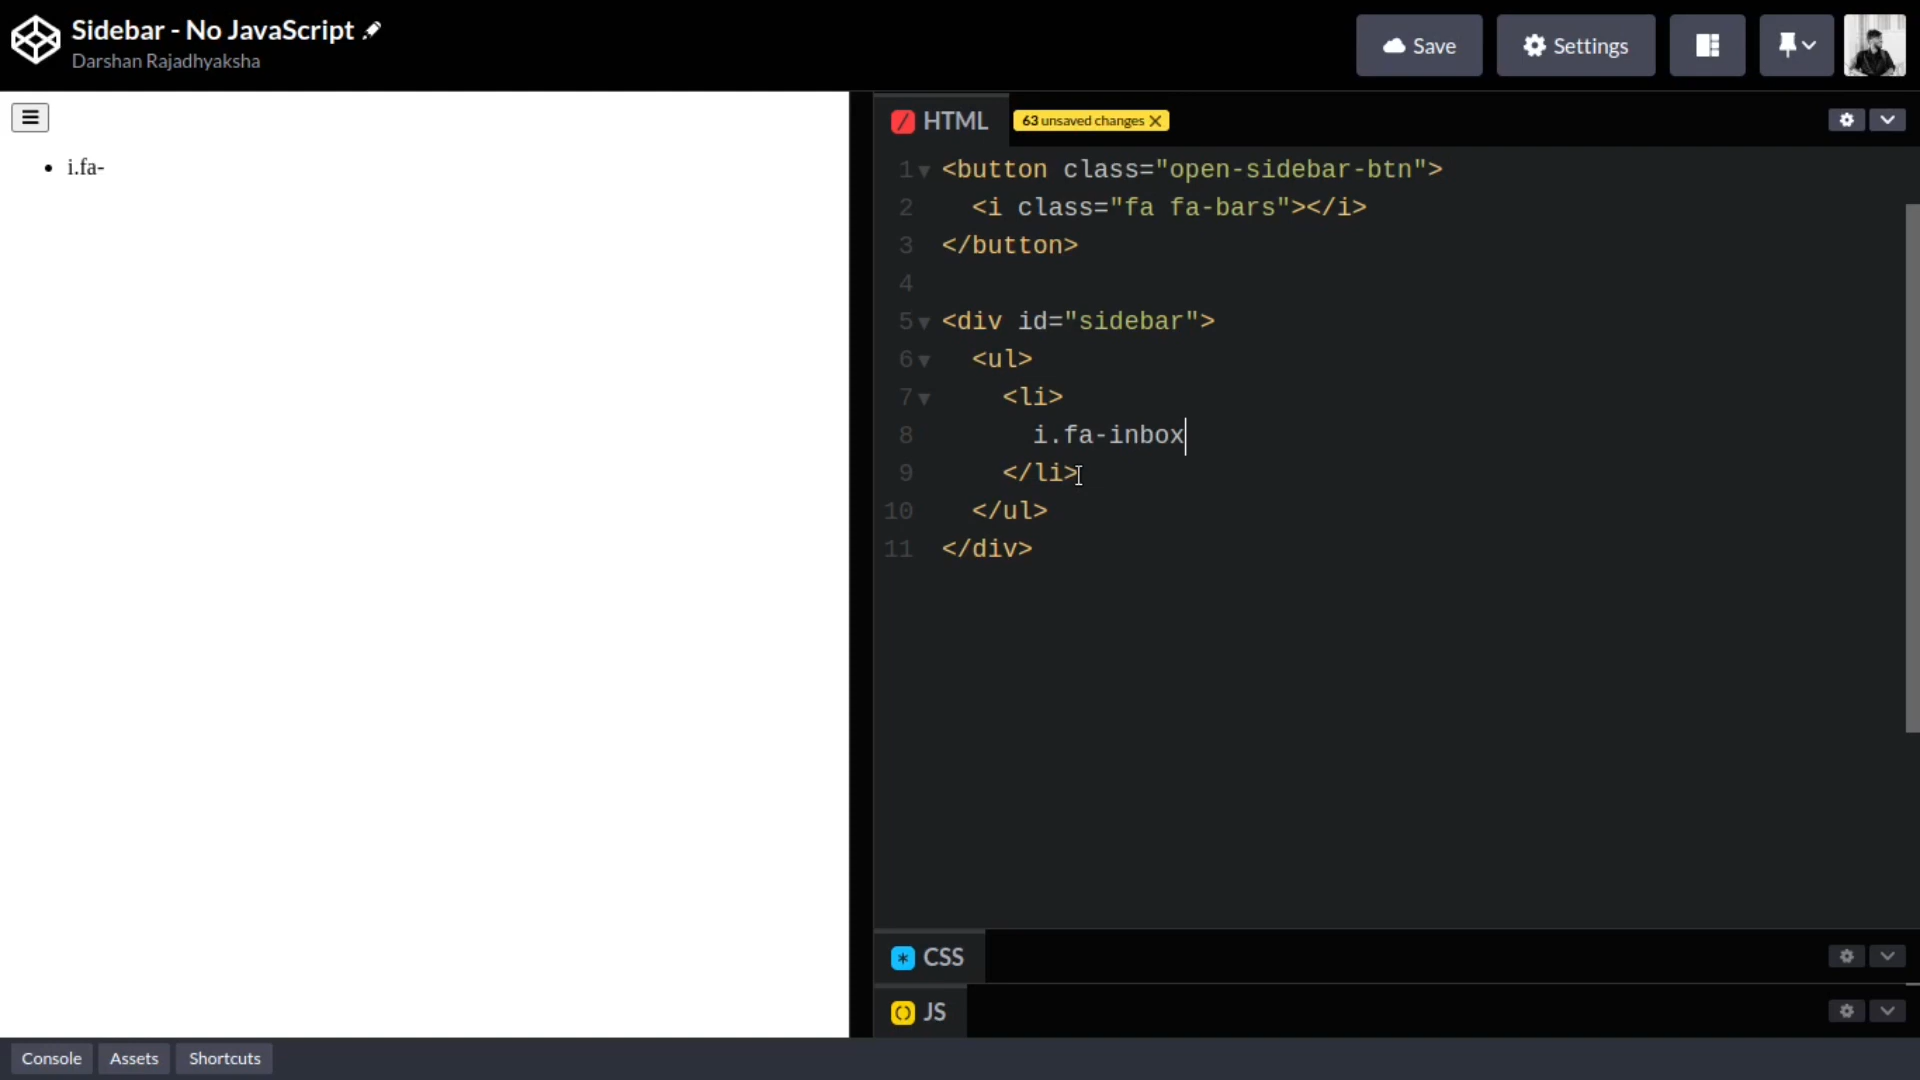 Sidebar - No JavaScript
Darshan Rajadhyaksha
Save
Settings
i.fa-
HTML
63 unsaved changes
1 <button class="open-sidebar-btn">
2 <i class="fa fa-bars"></i>
3 </button>
4
5 <div id="sidebar">
6 <ul>
7 <li>
8 i.fa-inbox
9 </li>
10 </ul>
11 </div>
CSS
JS
Console
Assets
Shortcuts